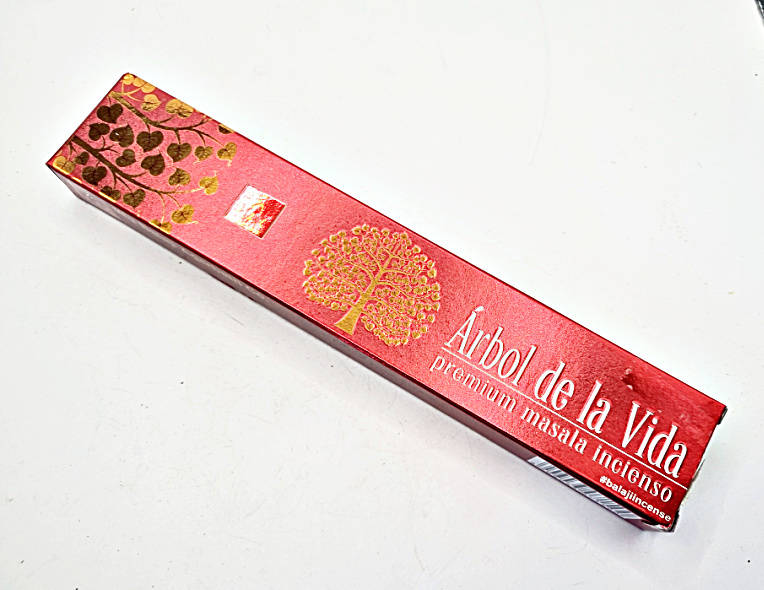 Árbol de la Vida
premium masala incienso
#balajiincense